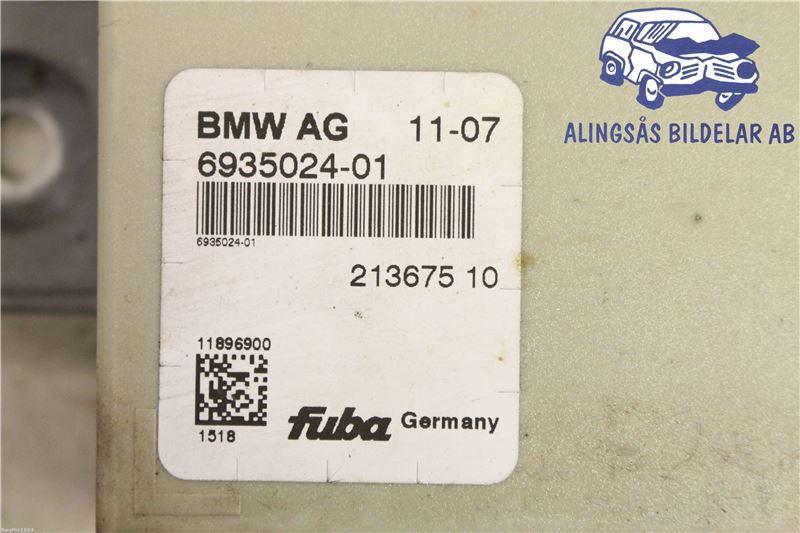 ALINGSÅS BILDELAR AB
BMW AG 11-07
6935024-01
6935024-01
213675 10
11896900
1518
fuba Germany